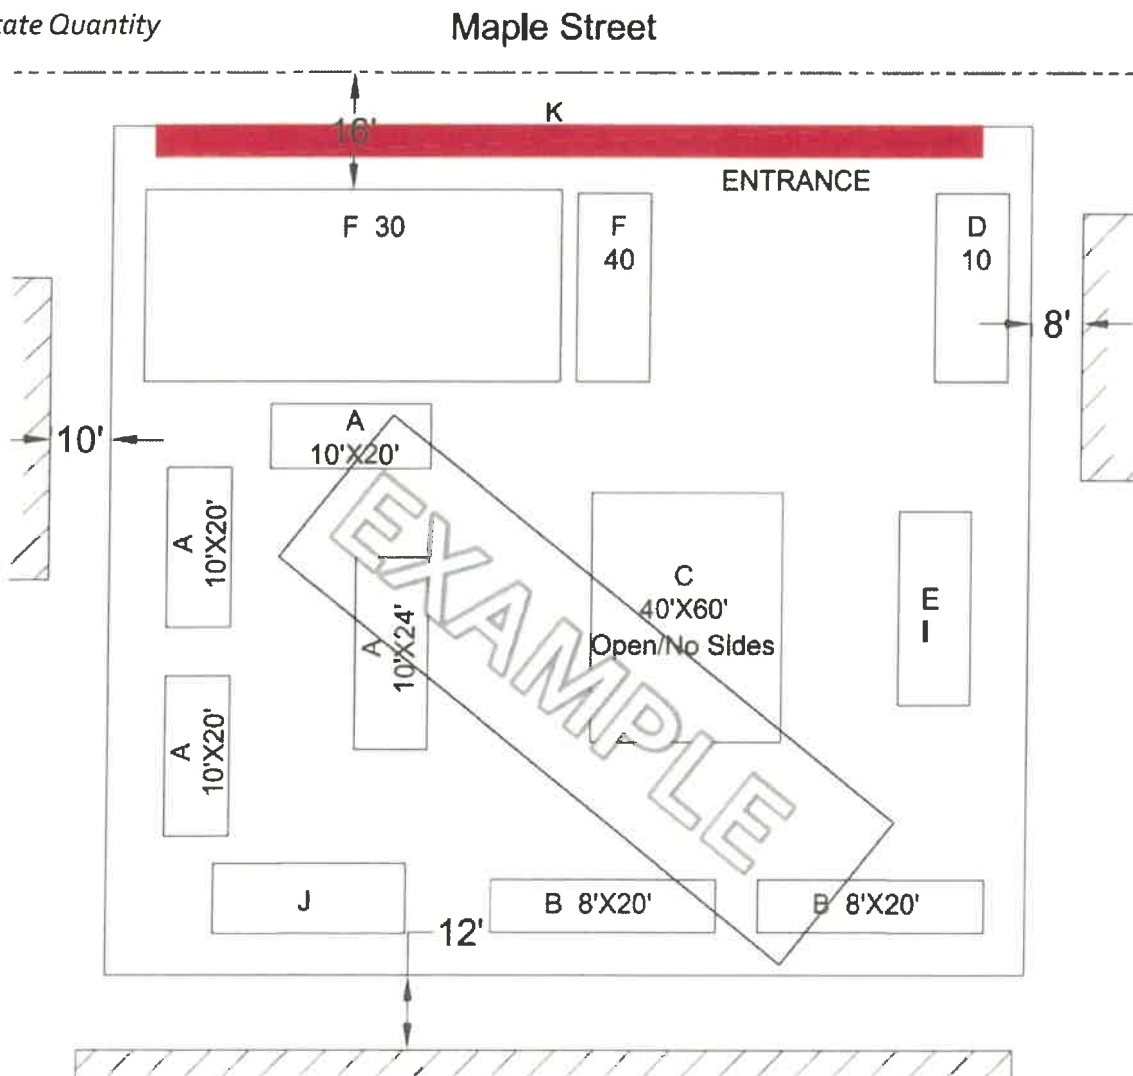 tate Quantity
Maple Street
K
16'
ENTRANCE
F 30
F
40
D
10
8'
10'
A
10'X20'
A
10'X20'
EXAMPLE
A
10'X24'
C
40'X60'
Open/No Sides
E
I
A
10'X20'
J
B 8'X20'
B 8'X20'
12'